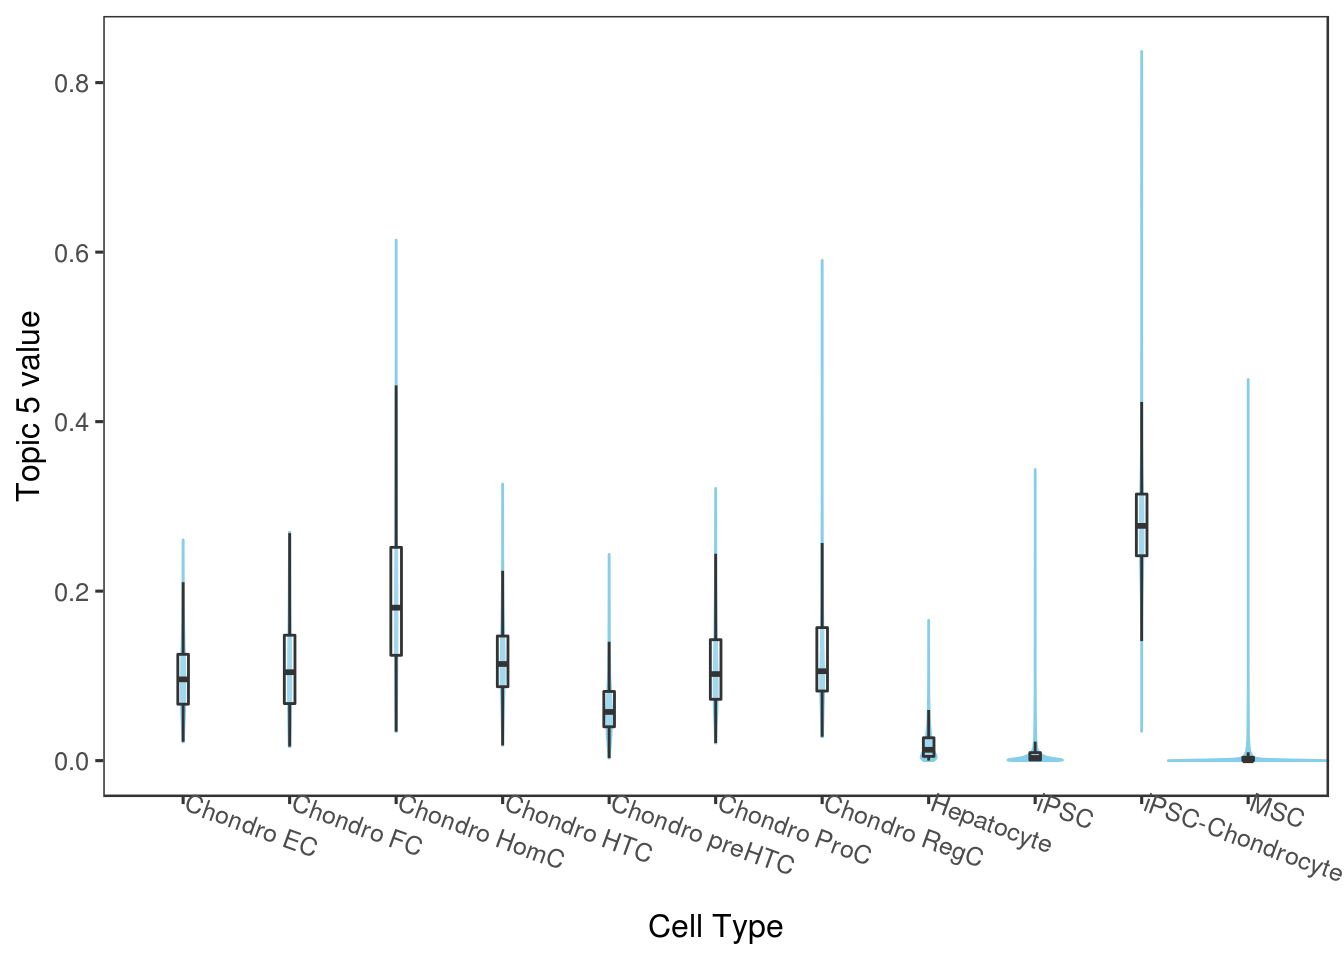 0.8
0.6
0.4
0.2
0.0
Topic 5 value
Chondro EC
Chondro FC
Chondro HomC
Chondro HTC
Chondro preHTC
Chondro ProC
Chondro RegC
Hepatocyte
iPSC
iPSC-Chondrocyte
MSC
Cell Type